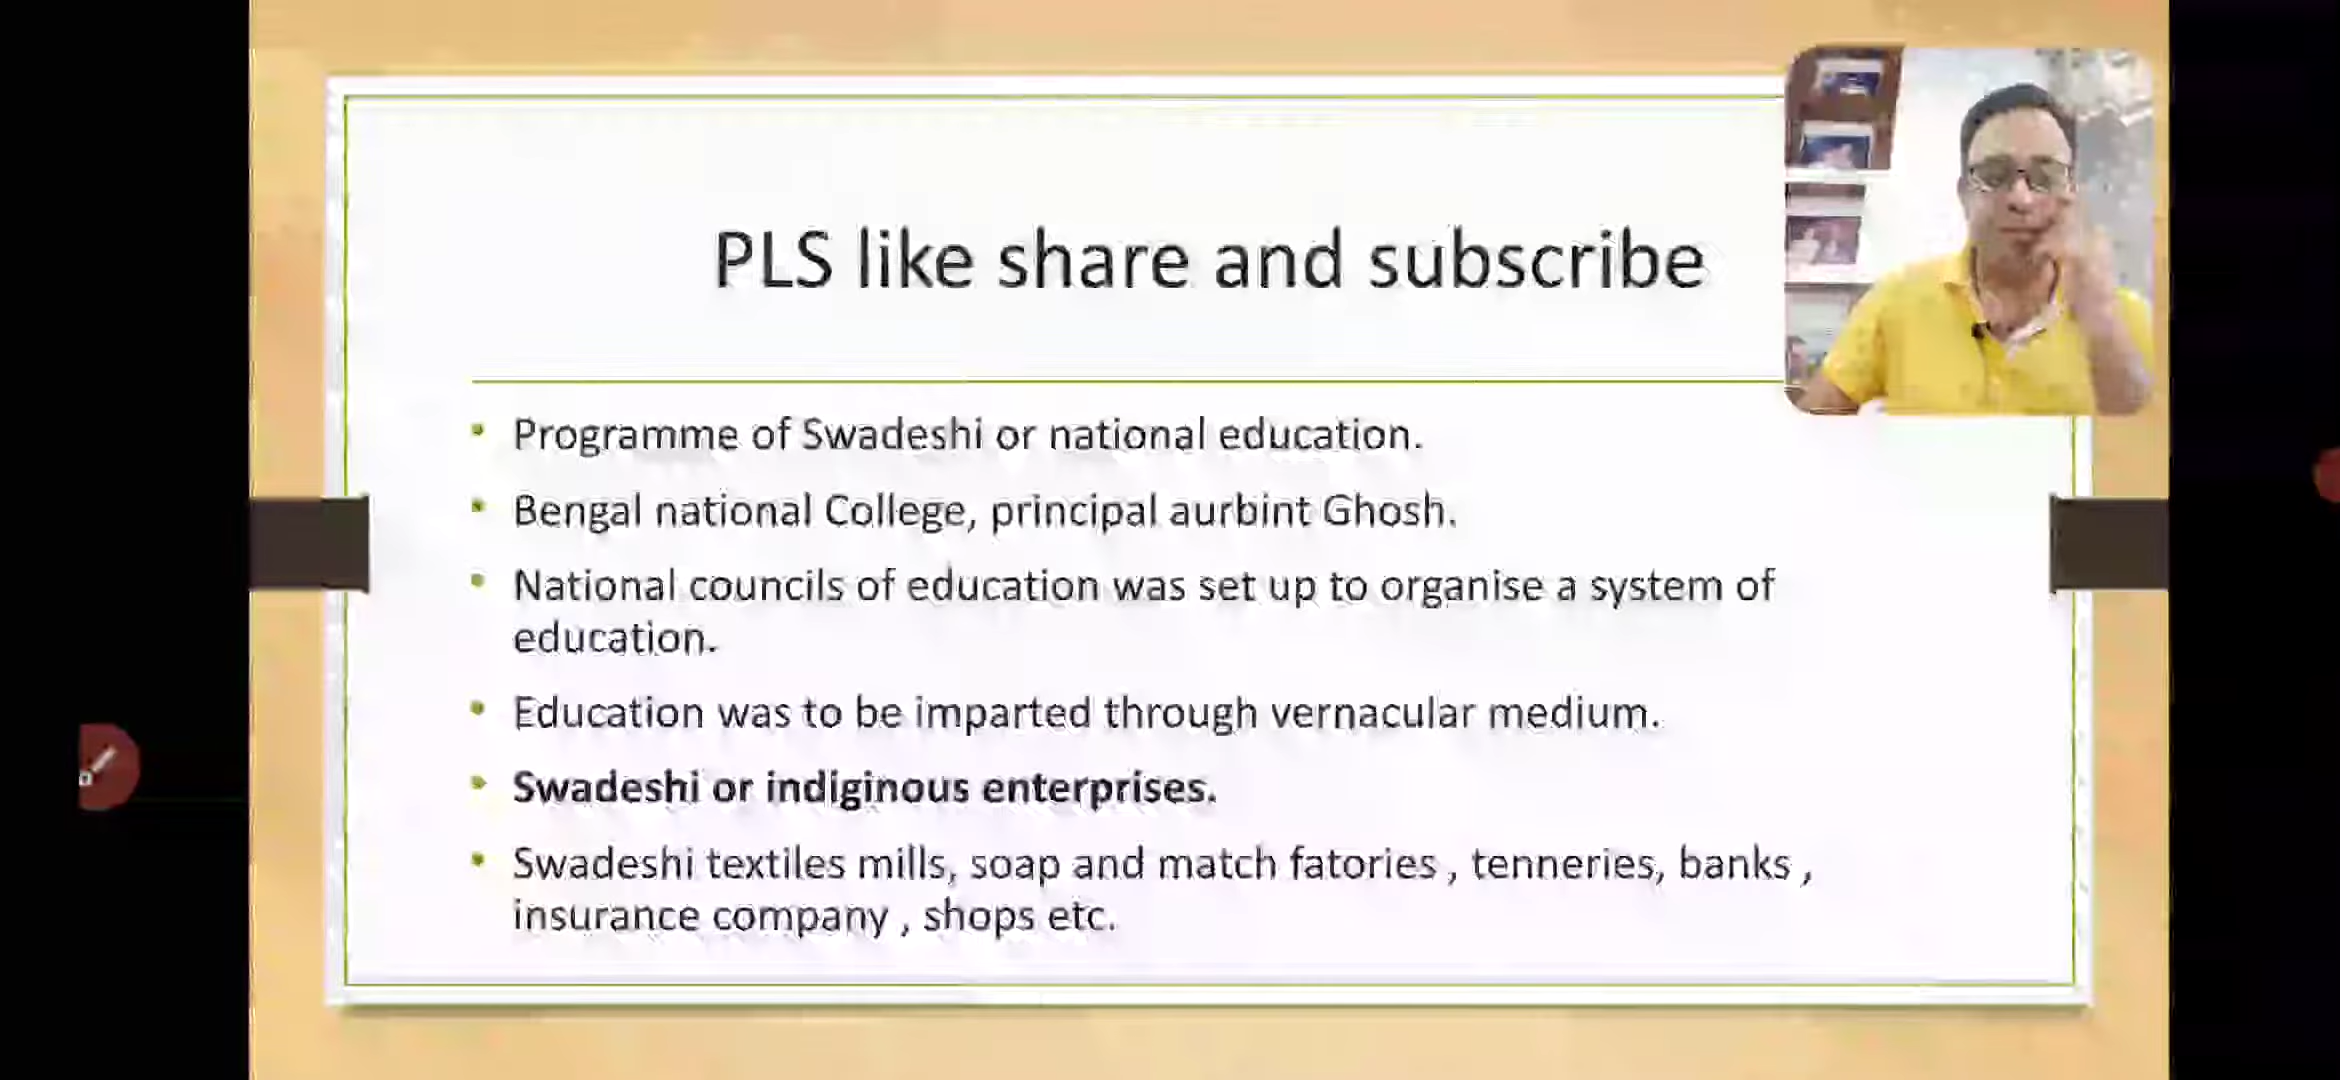 PLS like share and subscribe
Programme of Swadeshi or national education.
Bengal national College, principal aurbint Ghosh.
National councils of education was set up to organise a system of
education.
Education was to be imparted through vernacular medium.
Swadeshi or indiginous enterprises.
Swadeshi textiles mills, soap and match fatories , tenneries, banks ,
insurance company , shops etc.